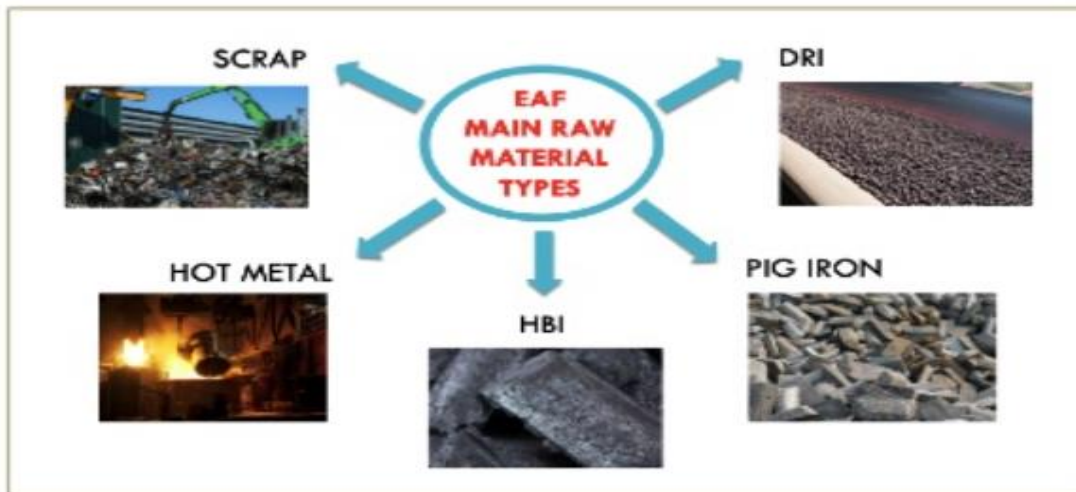 SCRAP
DRI
EAF
MAIN RAW
MATERIAL
TYPES
HOT METAL
PIG IRON
HBI